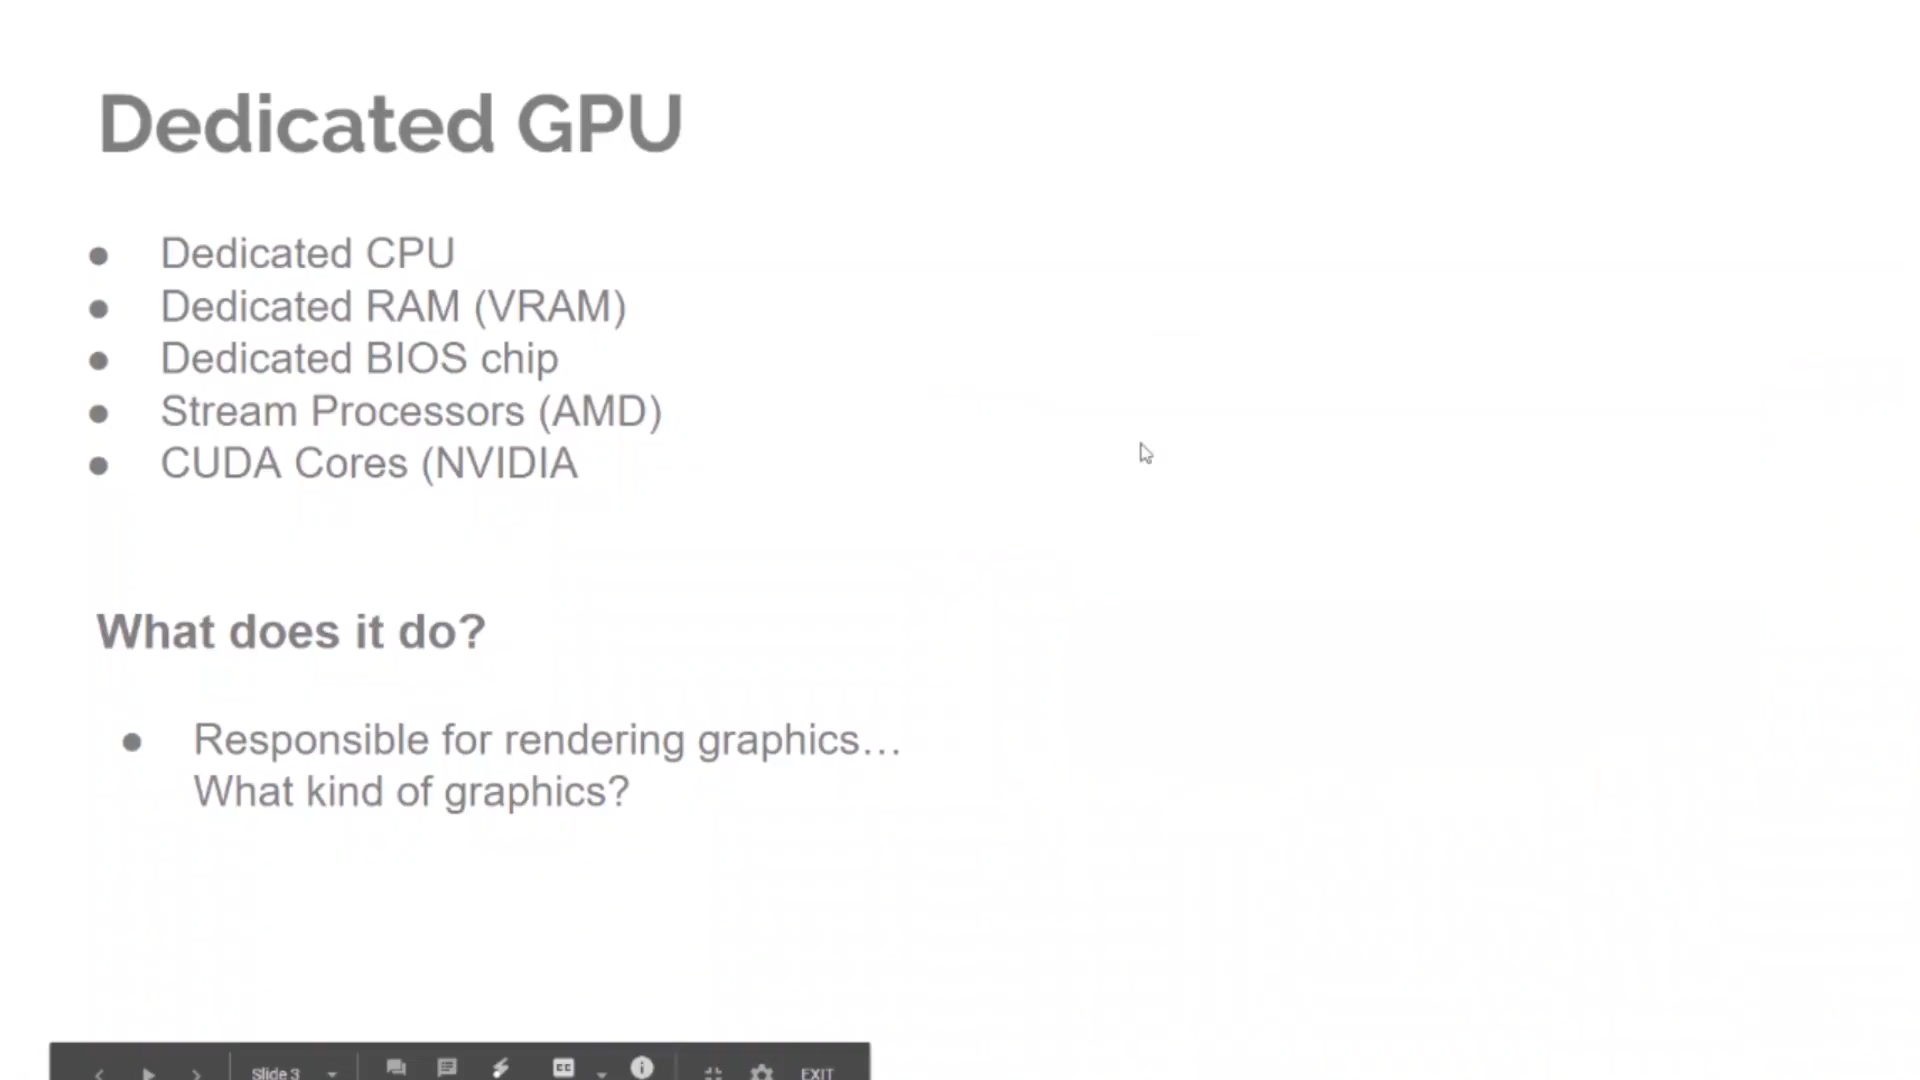 Dedicated GPU
● Dedicated CPU
● Dedicated RAM (VRAM)
● Dedicated BIOS chip
● Stream Processors (AMD)
● CUDA Cores (NVIDIA
What does it do?
● Responsible for rendering graphics…
What kind of graphics?
Slide 3 CC EXIT